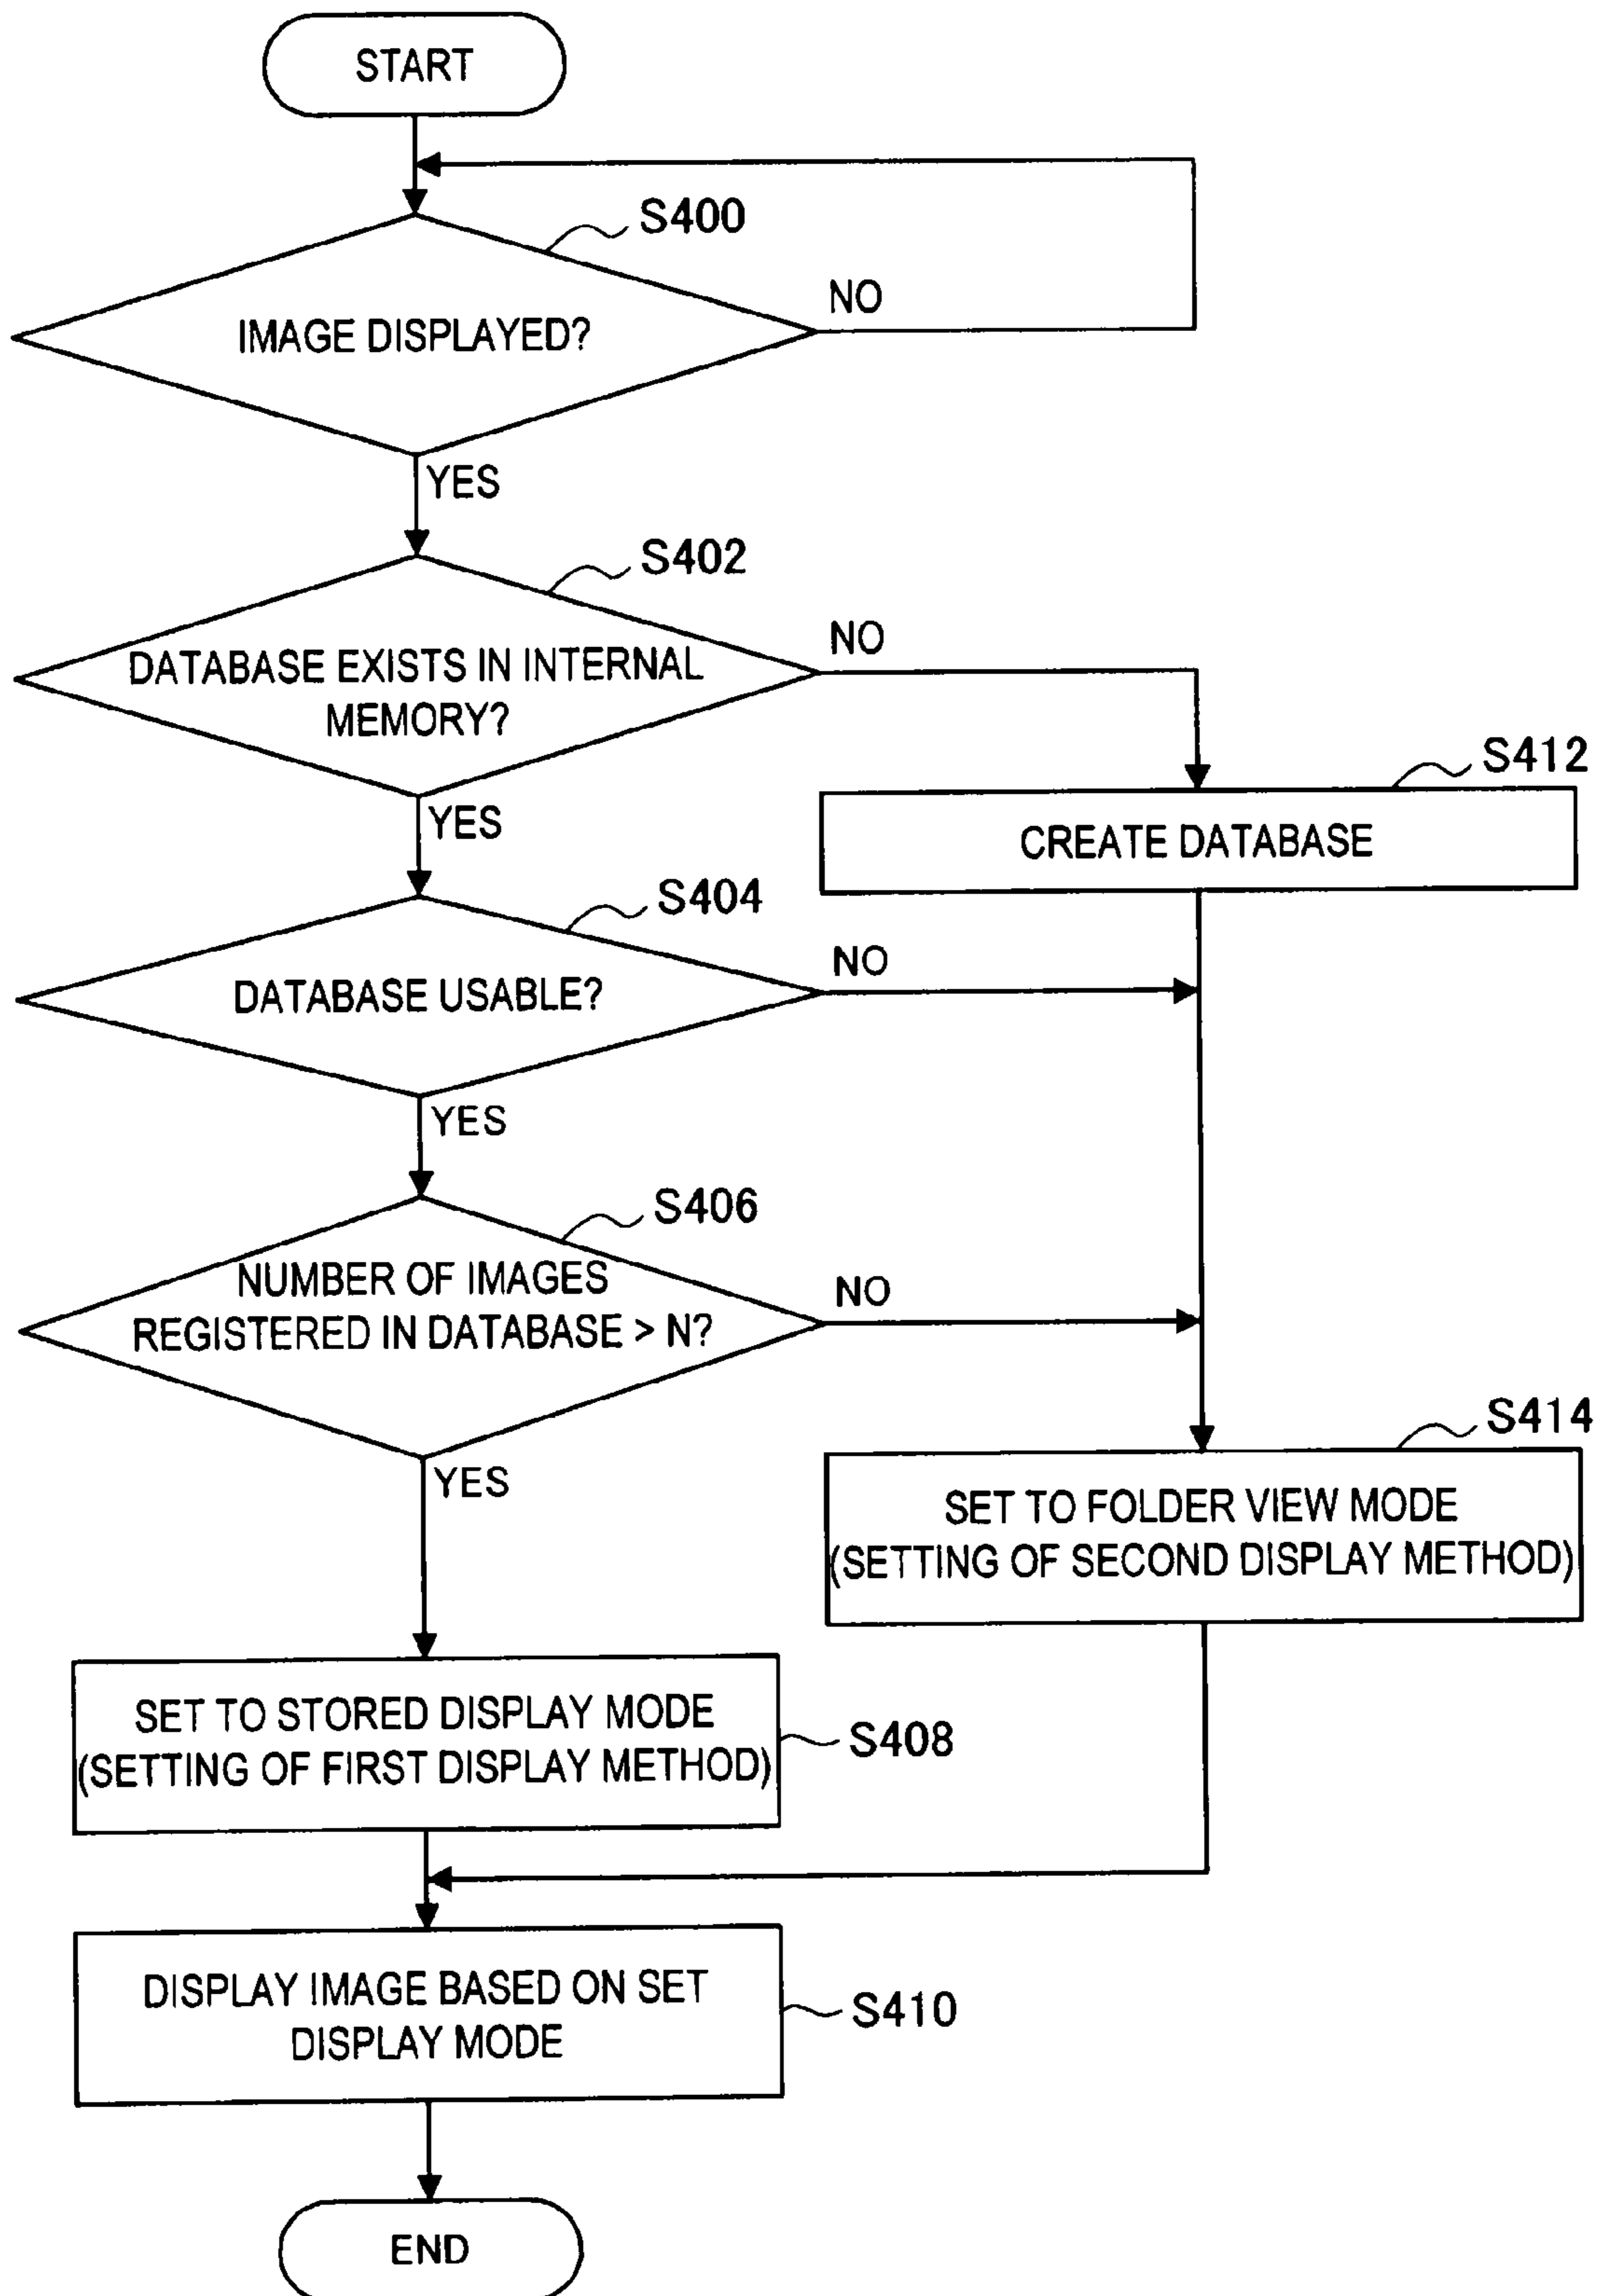 START
S400
NO
IMAGE DISPLAYED?
YES
S402
NO
DATABASE EXISTS IN INTERNAL
MEMORY?
YES
S412
CREATE DATABASE
S404
NO
DATABASE USABLE?
YES
S406
NUMBER OF IMAGES
REGISTERED IN DATABASE > N?
NO
YES
S414
SET TO FOLDER VIEW MODE
(SETTING OF SECOND DISPLAY METHOD)
SET TO STORED DISPLAY MODE
(SETTING OF FIRST DISPLAY METHOD)
S408
DISPLAY IMAGE BASED ON SET
DISPLAY MODE
S410
END